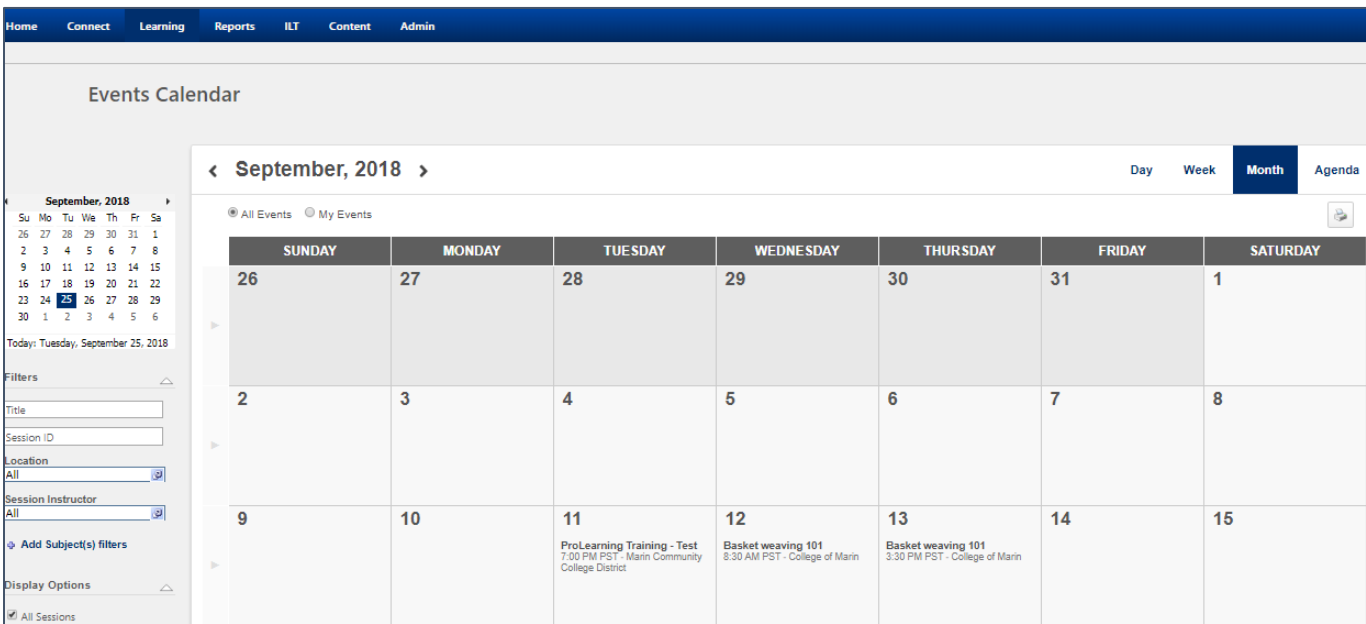 Home Connect Learning Reports ILT Content Admin
Events Calendar
September, 2018
Day Week Month Agenda
September, 2018
Su Mo Tu We Th Fr Sa
26 27 28 29 30 31 1
2 3 4 5 6 7 8
9 10 11 12 13 14 15
16 17 18 19 20 21 22
23 24 25 26 27 28 29
30 1 2 3 4 5 6
Today: Tuesday, September 25, 2018
Filters
Title
Session ID
Location
All
Session Instructor
All
Add Subject(s) filters
Display Options
All Sessions
All Events My Events
SUNDAY MONDAY TUESDAY WEDNESDAY THURSDAY FRIDAY SATURDAY
26 27 28 29 30 31 1
2 3 4 5 6 7 8
9 10 11 12 13 14 15
ProLearning Training - Test
7:00 PM PST - Marin Community
College District
Basket weaving 101
8:30 AM PST - College of Marin
Basket weaving 101
3:30 PM PST - College of Marin